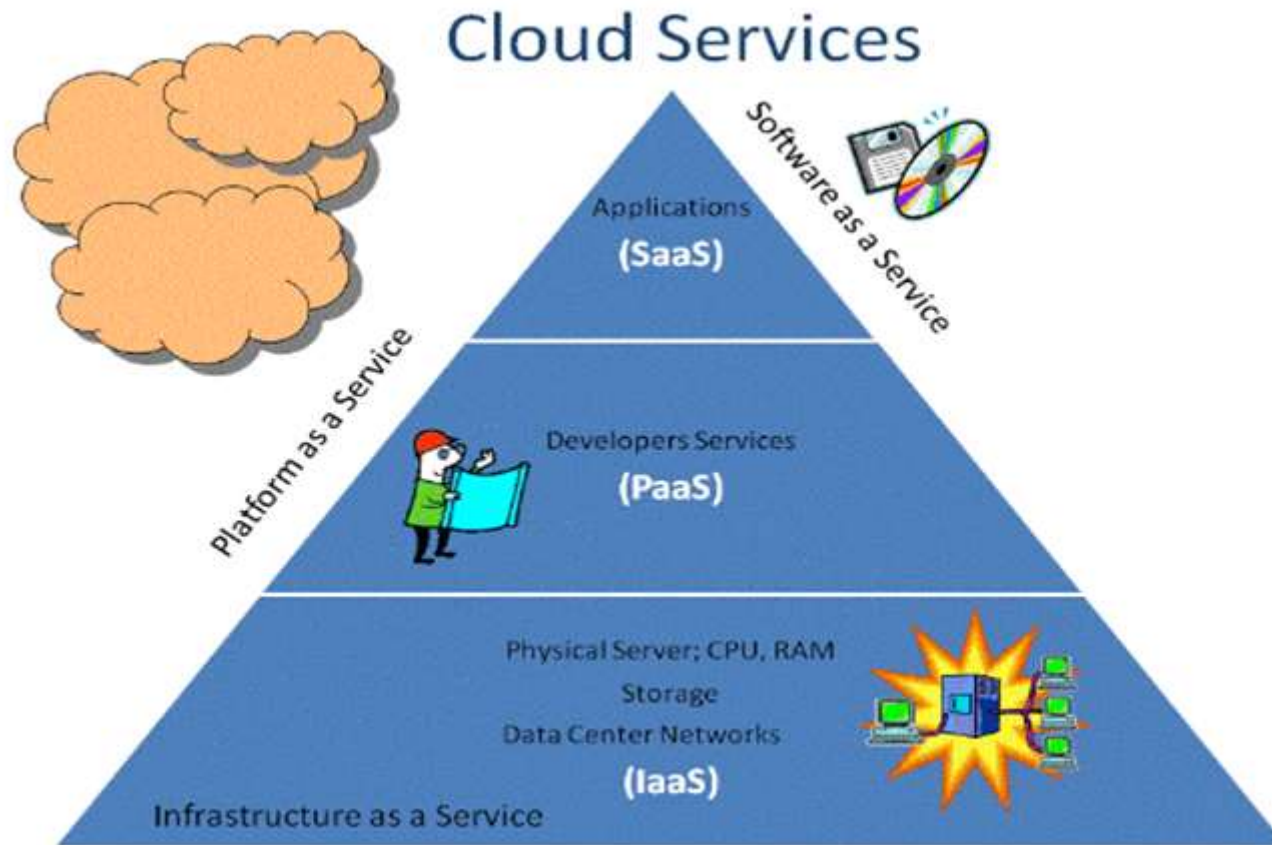 Cloud Services
Software as a Service
Applications
(SaaS)
Platform as a Service
Developers Services
(PaaS)
Physical Server; CPU, RAM
Storage
Data Center Networks
(IaaS)
Infrastructure as a Service